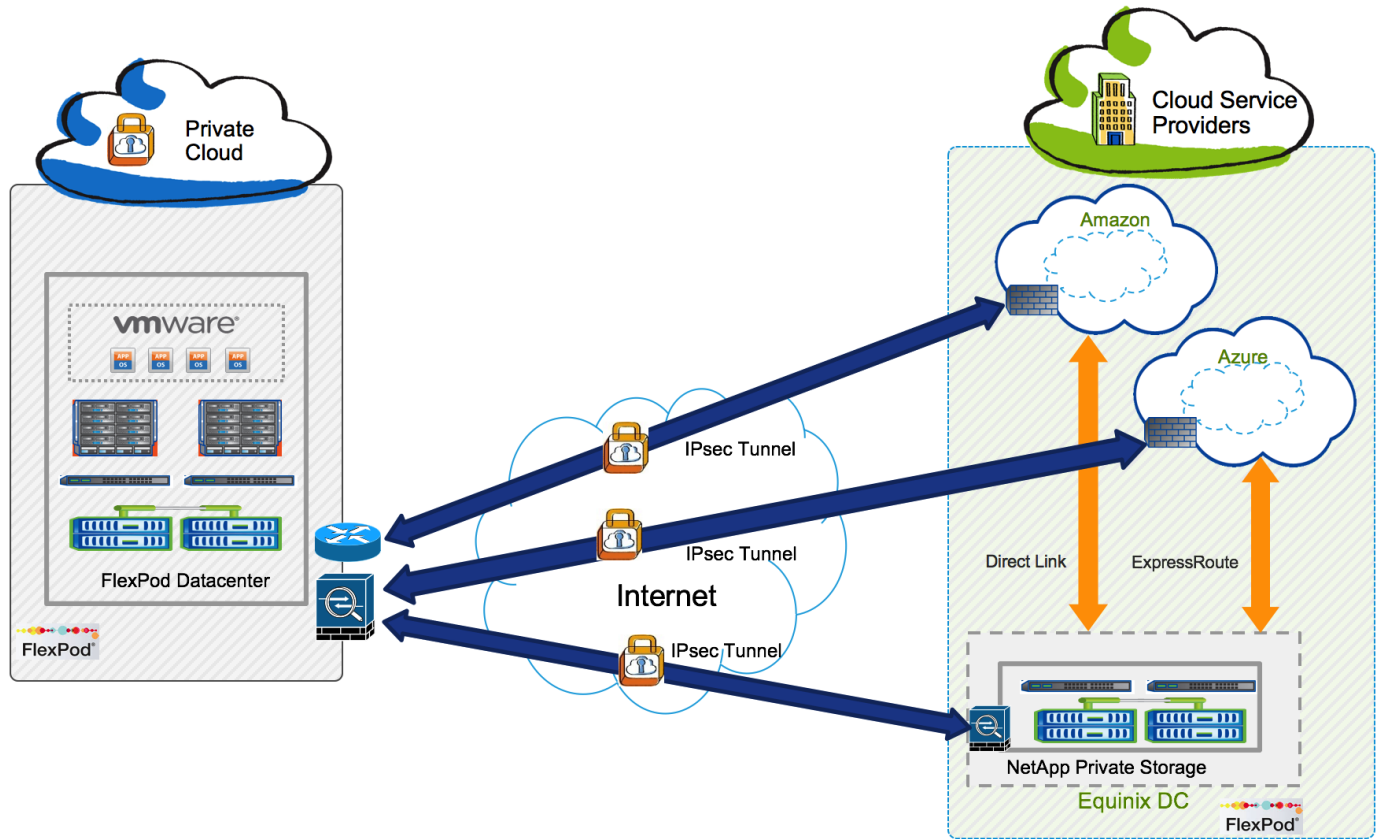 Private
Cloud
vmware®
APP
OS
APP
OS
APP
OS
APP
OS
FlexPod Datacenter
FlexPod®
IPsec Tunnel
IPsec Tunnel
Internet
IPsec Tunnel
Cloud Service
Providers
Amazon
Azure
Direct Link
ExpressRoute
NetApp Private Storage
Equinix DC
FlexPod®